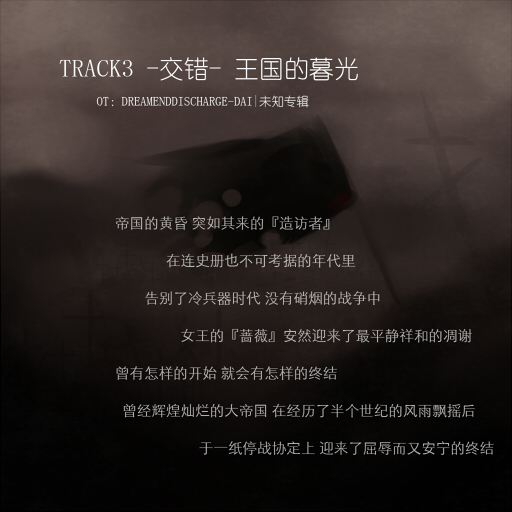 TRACK3 -交错- 王国的暮光
OT: DREAMENDDISCHARGE-DAI|未知专辑
帝国的黄昏 突如其来的『造访者』
在连史册也不可考据的年代里
告别了冷兵器时代 没有硝烟的战争中
女王的『蔷薇』安然迎来了最平静祥和的凋谢
曾有怎样的开始 就会有怎样的终结
曾经辉煌灿烂的大帝国 在经历了半个世纪的风雨飘摇后
于一纸停战协定上 迎来了屈辱而又安宁的终结